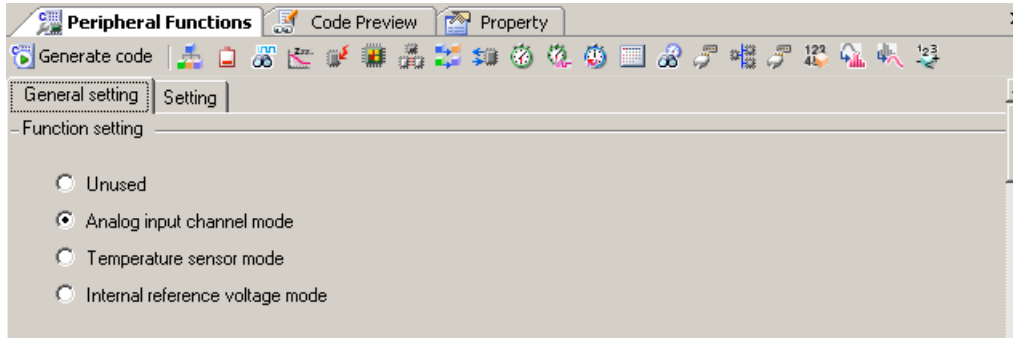 Peripheral Functions Code Preview Property
Generate code
General setting Setting
Function setting
Unused
Analog input channel mode
Temperature sensor mode
Internal reference voltage mode